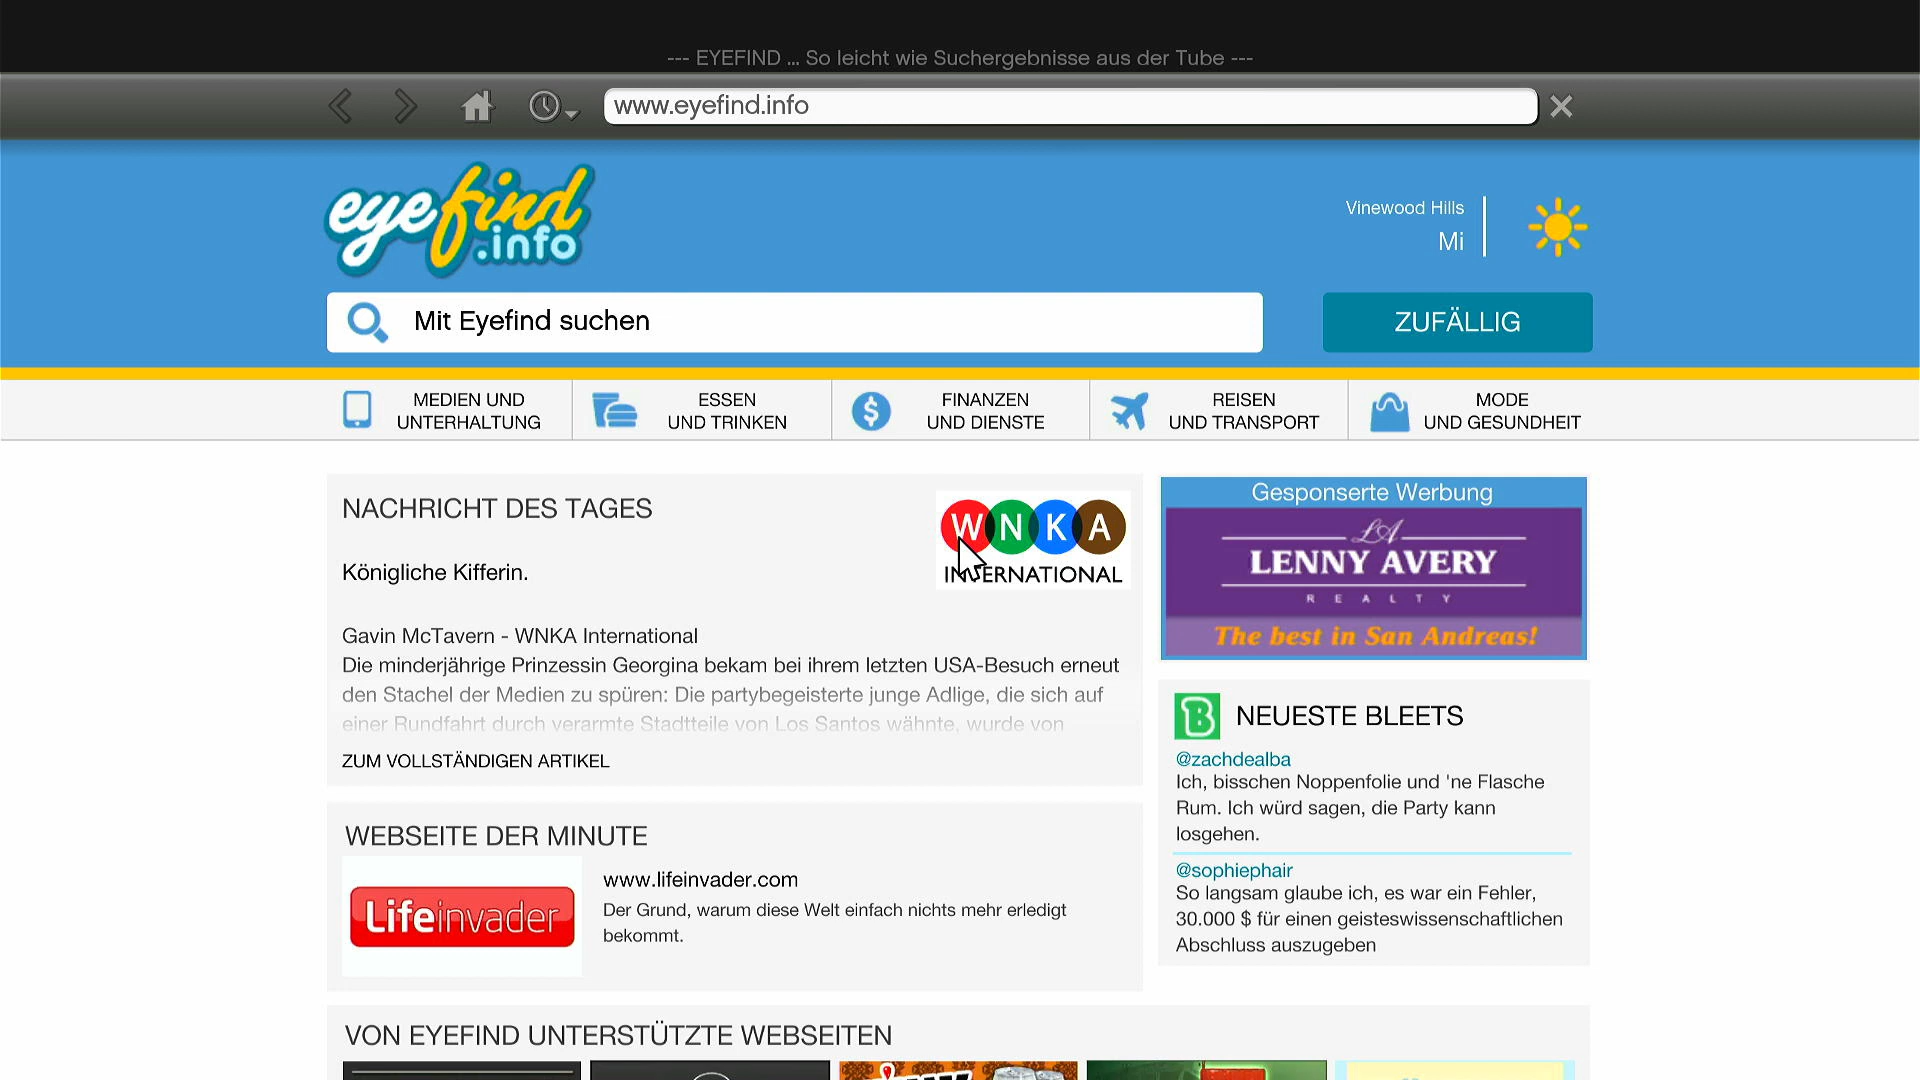 --- EYEFIND ... So leicht wie Suchergebnisse aus der Tube ---
www.eyefind.info
eyefind
.info
Vinewood Hills
Mi
Mit Eyefind suchen
ZUFÄLLIG
MEDIEN UND
UNTERHALTUNG
ESSEN
UND TRINKEN
FINANZEN
UND DIENSTE
REISEN
UND TRANSPORT
MODE
UND GESUNDHEIT
NACHRICHT DES TAGES
WNKA
INTERNATIONAL
Königliche Kifferin.
Gavin McTavern - WNKA International
Die minderjährige Prinzessin Georgina bekam bei ihrem letzten USA-Besuch erneut
den Stachel der Medien zu spüren: Die partybegeisterte junge Adlige, die sich auf
einer Rundfahrt durch verarmte Stadtteile von Los Santos wähnte, wurde von
ZUM VOLLSTÄNDIGEN ARTIKEL
Gesponserte Werbung
LA
LENNY AVERY
REALTY
The best in San Andreas!
B
NEUESTE BLEETS
@zachdealba
Ich, bisschen Noppenfolie und 'ne Flasche
Rum. Ich würd sagen, die Party kann
losgehen.
@sophiephair
So langsam glaube ich, es war ein Fehler,
30.000 $ für einen geisteswissenschaftlichen
Abschluss auszugeben
WEBSEITE DER MINUTE
Lifeinvader
www.lifeinvader.com
Der Grund, warum diese Welt einfach nichts mehr erledigt
bekommt.
VON EYEFIND UNTERSTÜTZTE WEBSEITEN